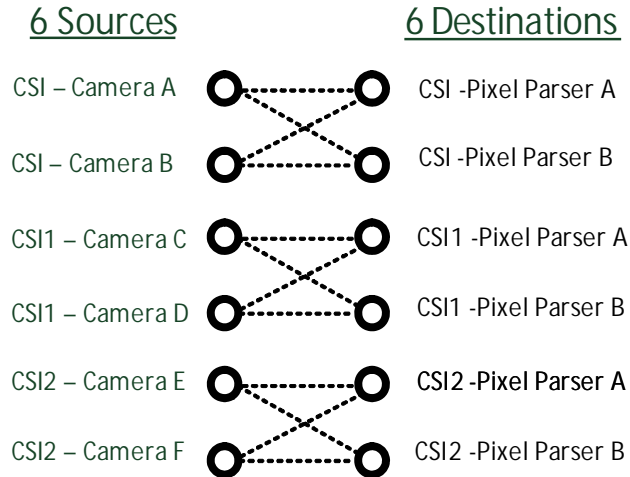 6 Sources
6 Destinations
CSI – Camera A
CSI -Pixel Parser A
CSI – Camera B
CSI -Pixel Parser B
CSI1 – Camera C
CSI1 -Pixel Parser A
CSI1 – Camera D
CSI1 -Pixel Parser B
CSI2 – Camera E
CSI2 -Pixel Parser A
CSI2 – Camera F
CSI2 -Pixel Parser B